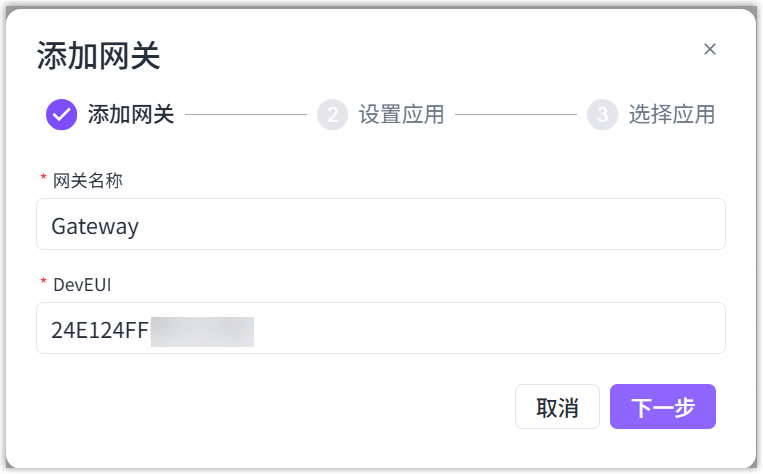 添加网关
添加网关 2 设置应用 3 选择应用
* 网关名称
Gateway
* DevEUI
24E124FF
取消 下一步